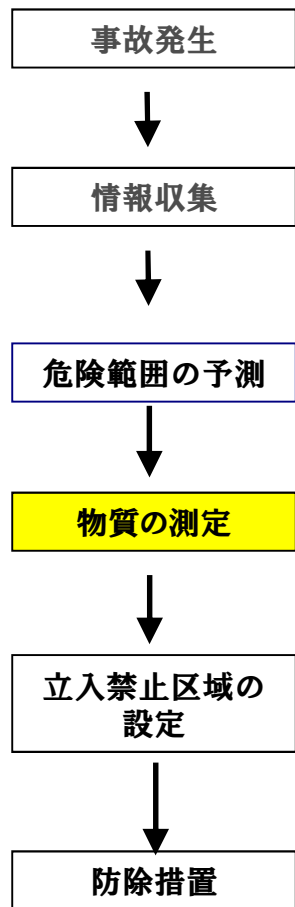 事故発生
情報収集
危険範囲の予測
物質の測定
立入禁止区域の
設定
防除措置